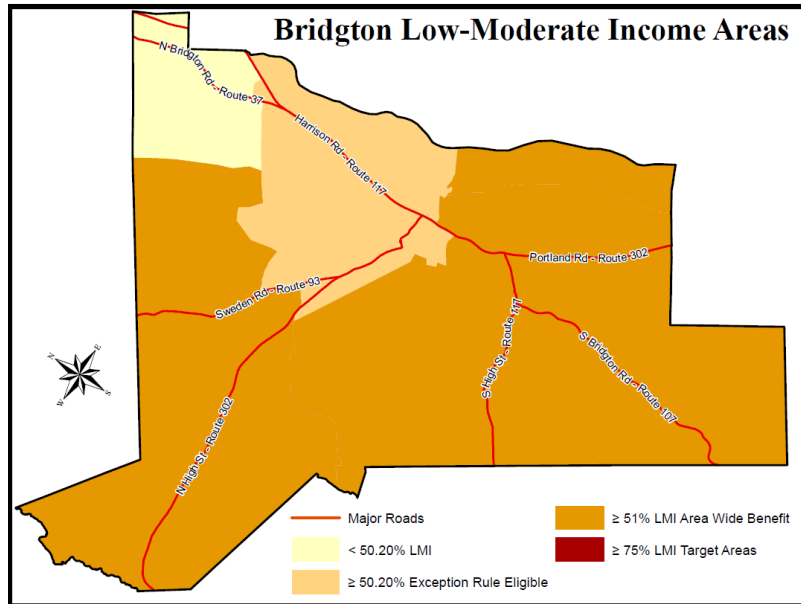 Bridgton Low-Moderate Income Areas
N Bridgton Rd - Route 37
Harrison Rd - Route 117
Portland Rd - Route 302
Sweden Rd - Route 93
S High St - Route 117
S Bridgton Rd - Route 107
N High St - Route 302
N
E
W
S
Major Roads
< 50.20% LMI
≥ 50.20% Exception Rule Eligible
≥ 51% LMI Area Wide Benefit
≥ 75% LMI Target Areas